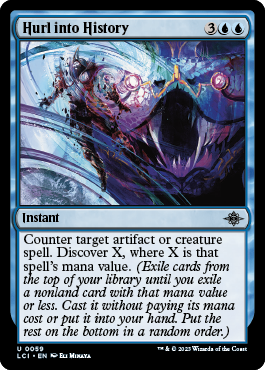 Hurl into History 3
Instant
Counter target artifact or creature
spell. Discover X, where X is that
spell's mana value. (Exile cards from
the top of your library until you exile
a nonland card with that mana value
or less. Cast it without paying its mana
cost or put it into your hand. Put the
rest on the bottom in a random order.)
U 0059
LCI • EN Eli Minaya
™ & © 2023 Wizards of the Coast